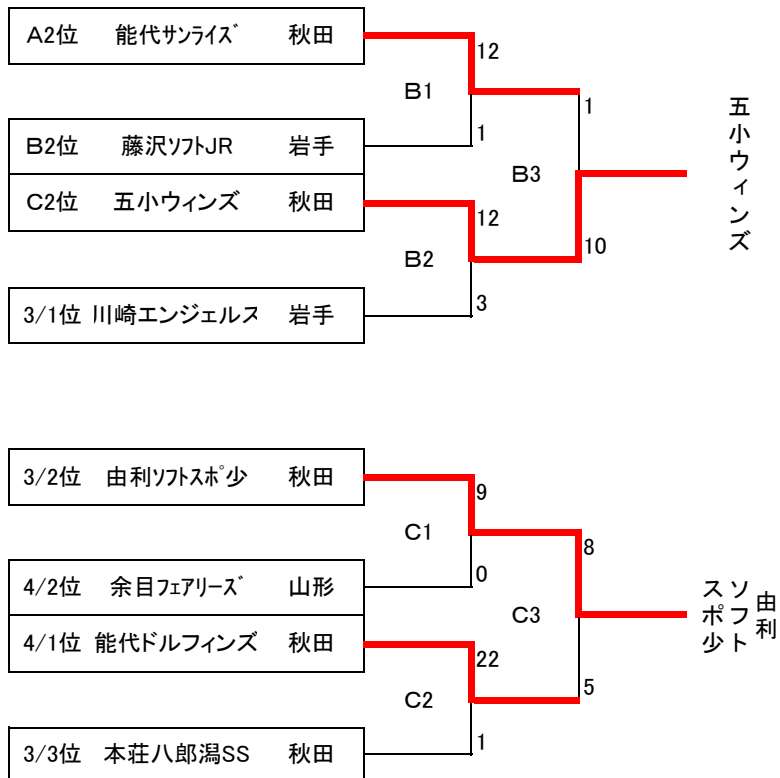 A2位 能代サンライズ 秋田
12
B1
1
B2位 藤沢ソフトJR 岩手
C2位 五小ウィンズ 秋田
12
B2
3
3/1位 川崎エンジェルス 岩手
1
B3
10
五小ウィンズ
3/2位 由利ソフトスポ少 秋田
9
C1
0
4/2位 余目フェアリーズ 山形
4/1位 能代ドルフィンズ 秋田
22
C2
1
3/3位 本荘八郎潟SS 秋田
8
C3
5
由利
ソフト
スポ少